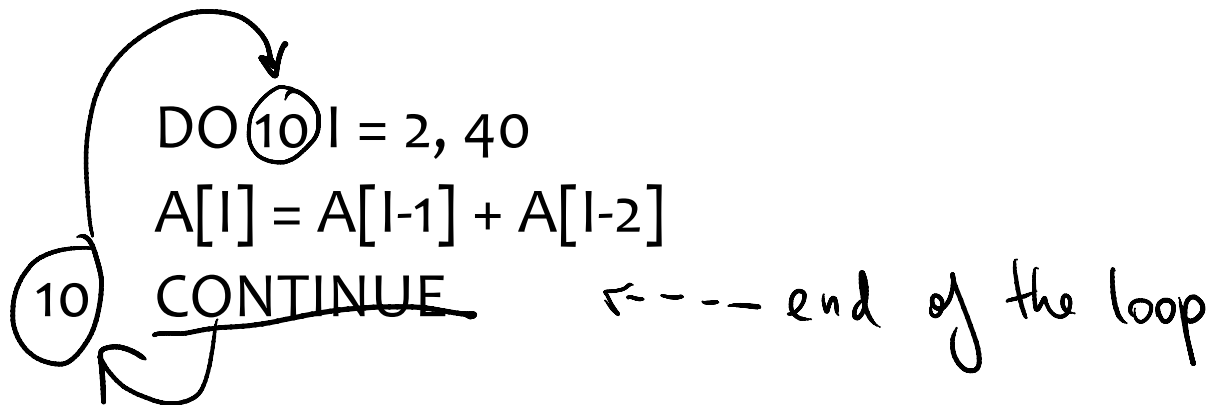 DO 10 I = 2, 40
A[I] = A[I-1] + A[I-2]
10 CONTINUE end of the loop